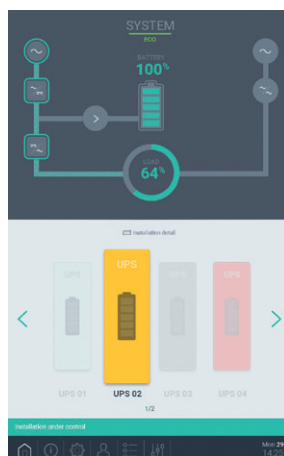 SYSTEM
ECO
BATTERY
100%
LOAD
64%
Installation detail
UPS UPS UPS UPS
UPS 01 UPS 02 UPS 03 UPS 04
1/2
Installation under control
Mon 29
14:25